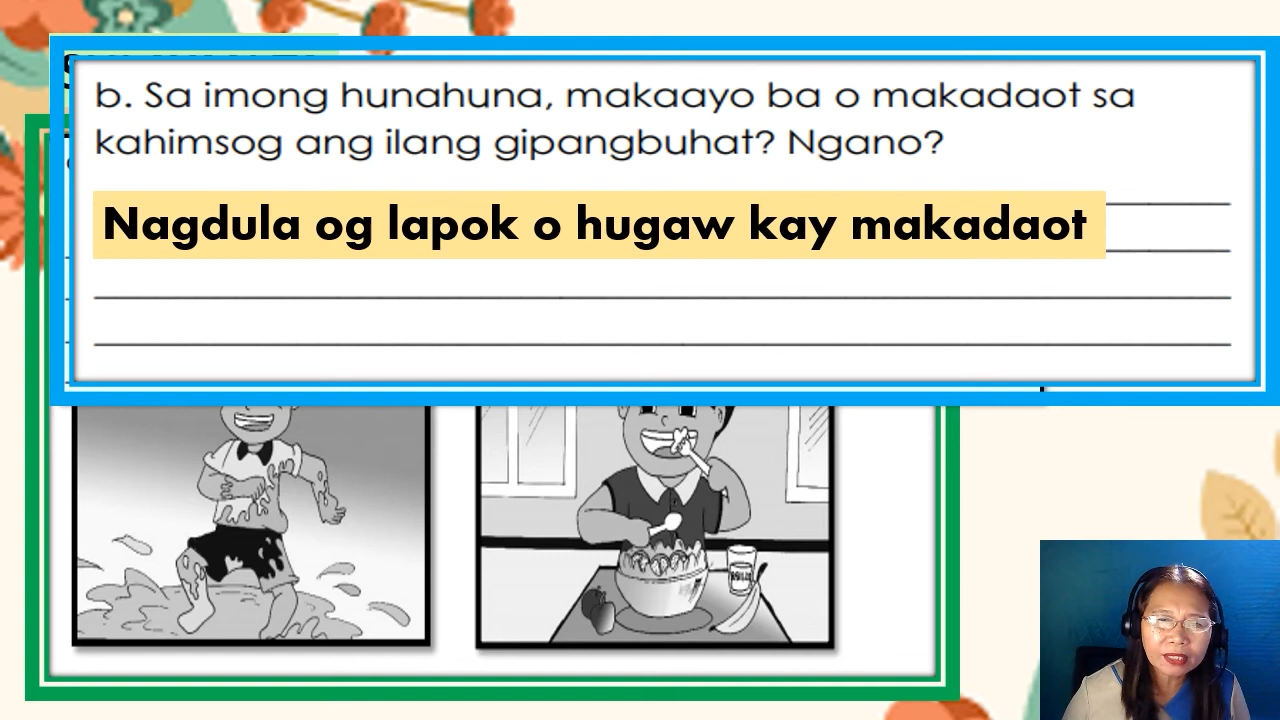 b. Sa imong hunahuna, makaayo ba o makadaot sa
kahimsog ang ilang gipangbuhat? Ngano?
Nagdula og lapok o hugaw kay makadaot